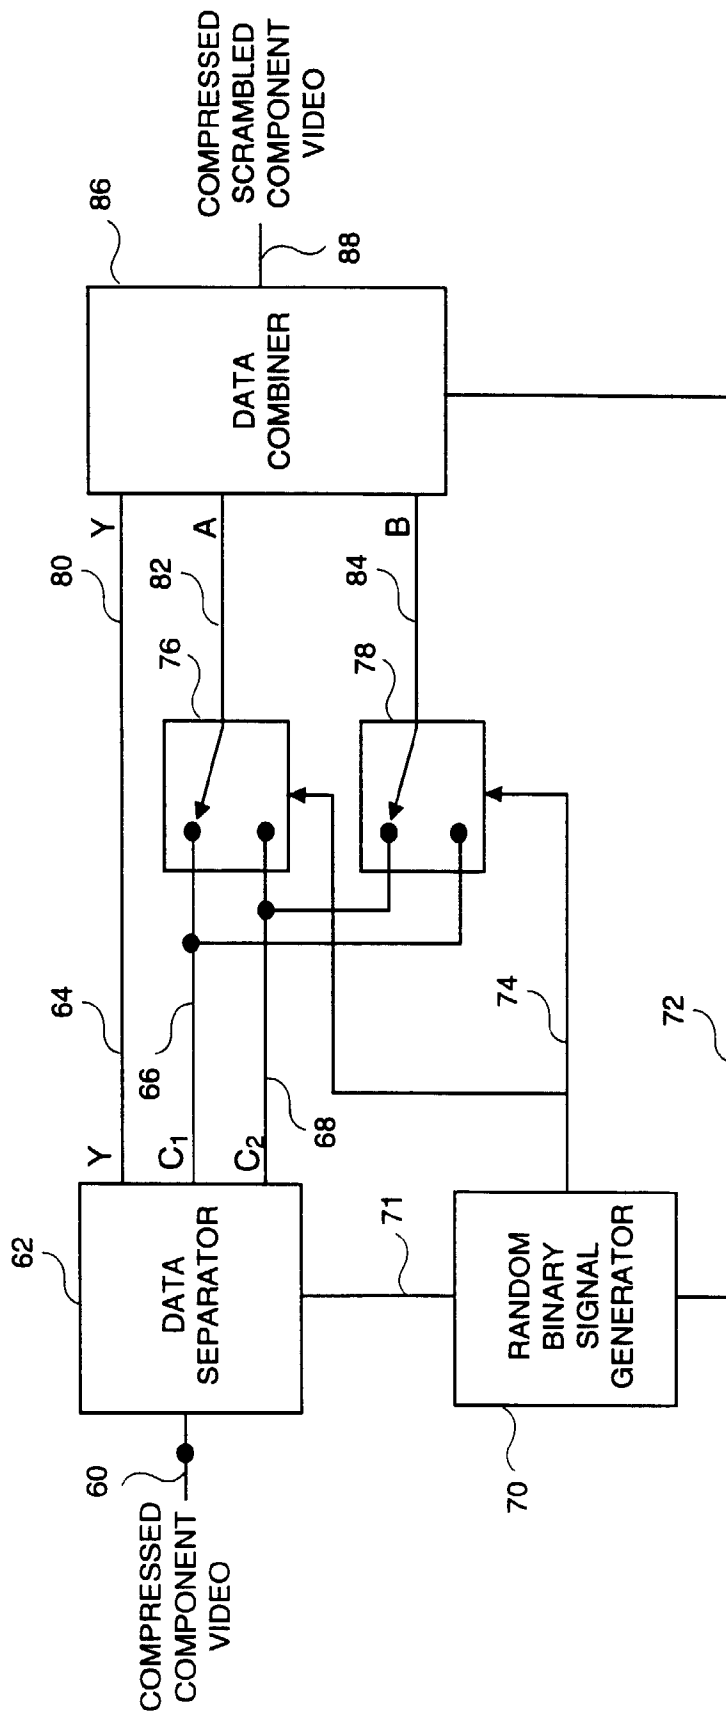 COMPRESSED
COMPONENT
VIDEO
60
62
DATA
SEPARATOR
Y
C1
C2
64
66
68
71
70
RANDOM
BINARY
SIGNAL
GENERATOR
74
72
76
78
80
82
84
Y
A
B
86
DATA
COMBINER
88
COMPRESSED
SCRAMBLED
COMPONENT
VIDEO